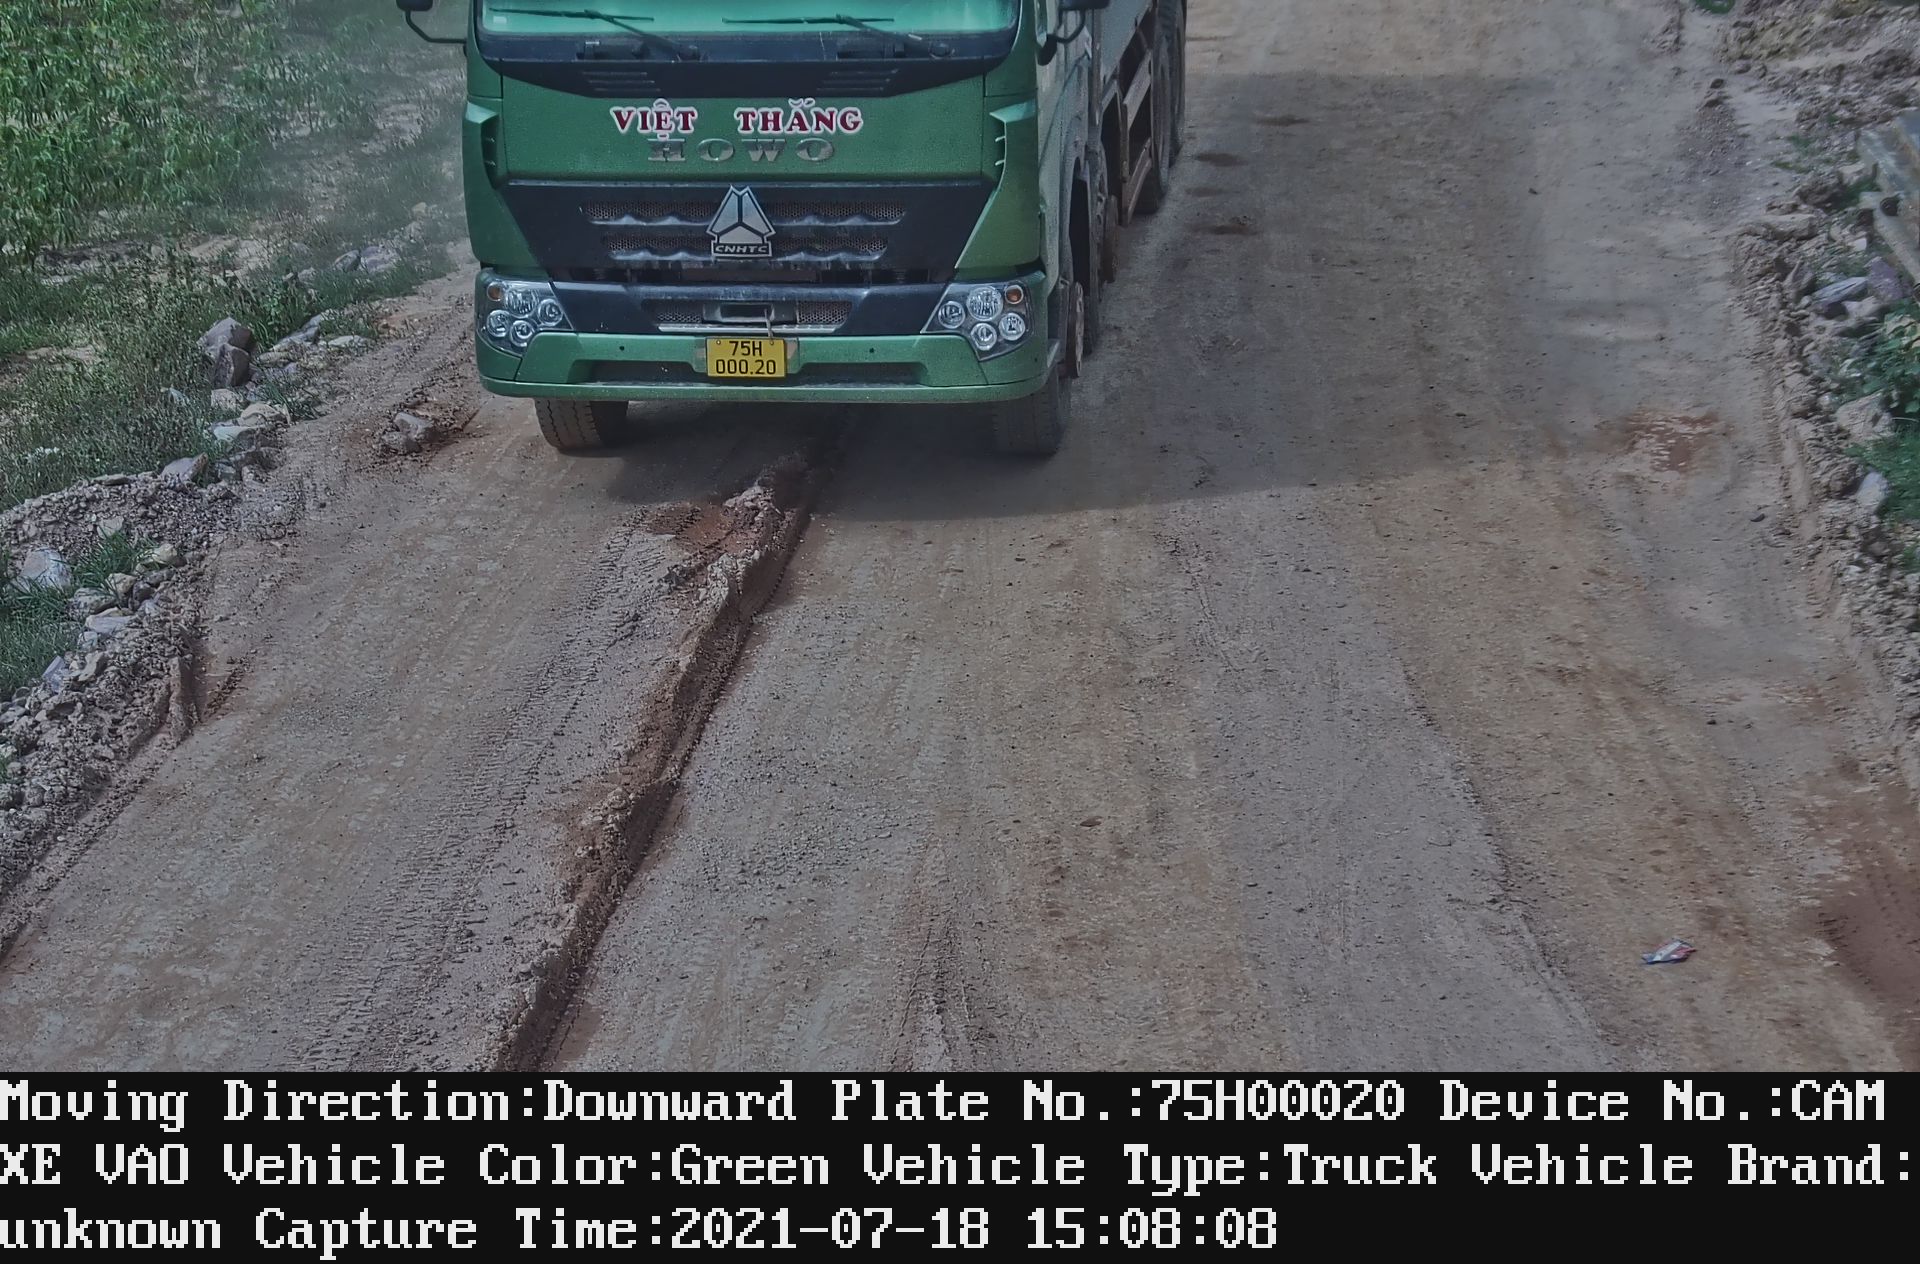 VIỆT THẮNG
HOWO
CNHTC
75H
000.20
Moving Direction:Downward Plate No.:75H00020 Device No.:CAM
XE VAO Vehicle Color:Green Vehicle Type:Truck Vehicle Brand:
unknown Capture Time:2021-07-18 15:08:08